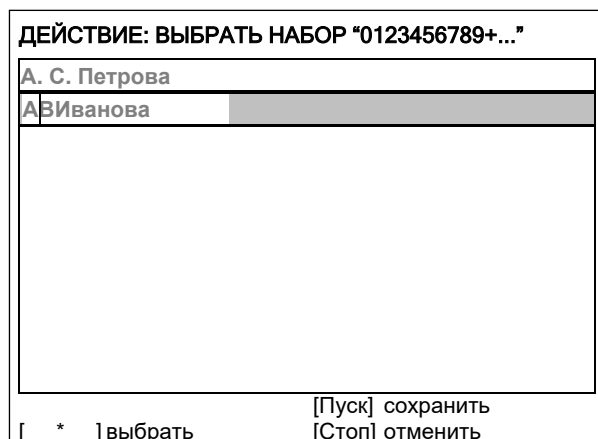 ДЕЙСТВИЕ: ВЫБРАТЬ НАБОР “0123456789+...”
А. С. Петрова
АВИванова
[Пуск] сохранить
[ * ] выбрать [Стоп] отменить